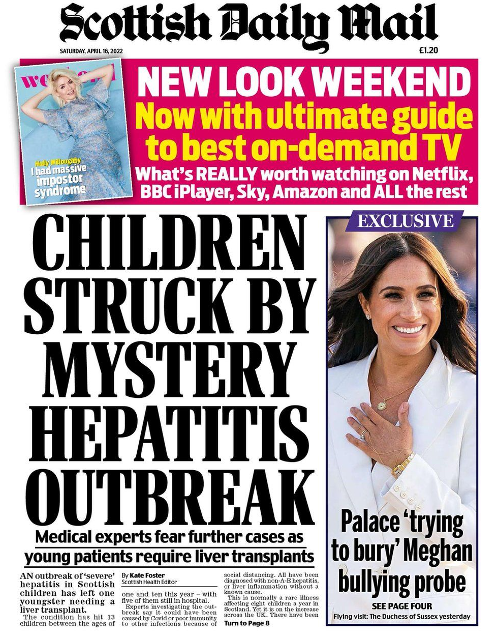 Scottish Daily Mail
SATURDAY, APRIL 16, 2022
£1.20
NEW LOOK WEEKEND
Now with ultimate guide
to best on-demand TV
What's REALLY worth watching on Netflix,
BBC iPlayer, Sky, Amazon and ALL the rest
I had massive
impostor
syndrome
CHILDREN
STRUCK BY
MYSTERY
HEPATITIS
OUTBREAK
Medical experts fear further cases as
young patients require liver transplants
AN outbreak of 'severe'
hepatitis in Scottish
children has left one
youngster needing a
liver transplant.
The condition has hit 13
children between the ages of
By Kate Foster
Scottish Health Editor
one and ten this year – with
five of them still in hospital.
Experts investigating the out-
break say it could have been
caused by Covid or poor immunity
to other infections because of
social distancing. All have been
diagnosed with non-A-E hepatitis,
or liver inflammation without a
known cause.
This is normally a rare illness
affecting eight children a year in
Scotland. Yet it is on the increase
across the UK. There have been
Turn to Page 8
EXCLUSIVE
Palace 'trying
to bury' Meghan
bullying probe
SEE PAGE FOUR
Flying visit: The Duchess of Sussex yesterday